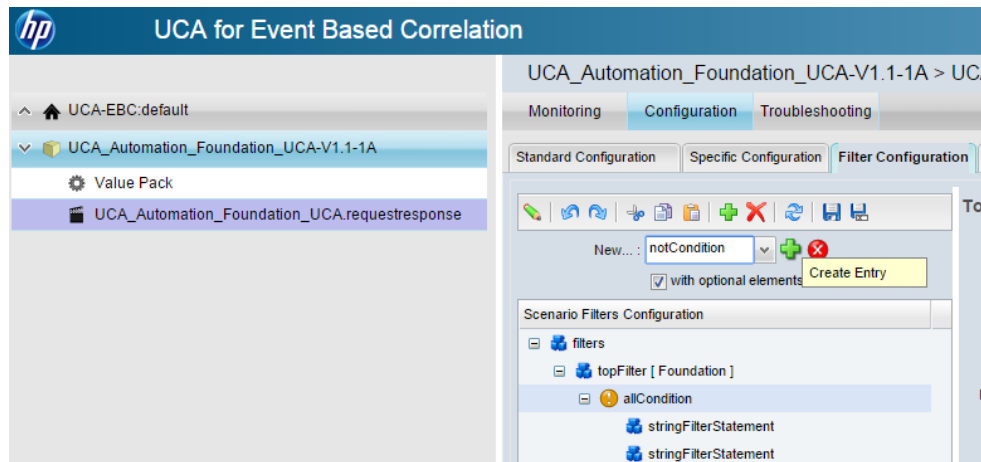 hp
UCA for Event Based Correlation
UCA_Automation_Foundation_UCA-V1.1-1A > UC
UCA-EBC:default
Monitoring Configuration Troubleshooting
UCA_Automation_Foundation_UCA-V1.1-1A
Standard Configuration Specific Configuration Filter Configuration
Value Pack
UCA_Automation_Foundation_UCA.requestresponse
To
New... : notCondition
with optional elements
Create Entry
Scenario Filters Configuration
filters
topFilter [ Foundation ]
allCondition
stringFilterStatement
stringFilterStatement